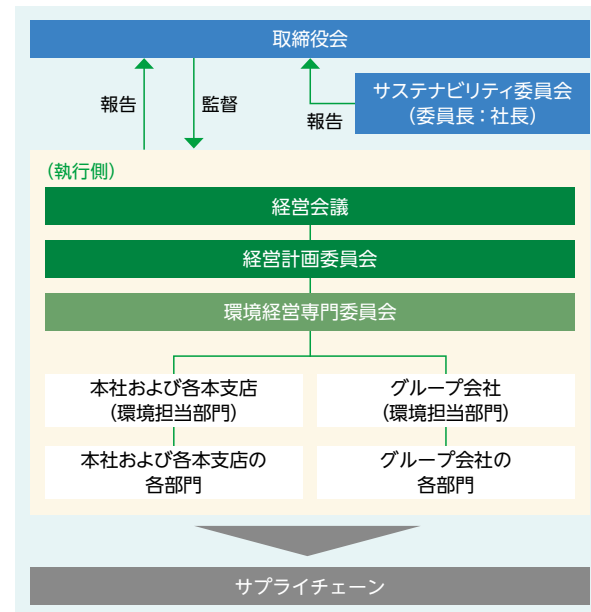 取締役会
報告
監督
報告
サステナビリティ委員会
（委員長：社長）
（執行側）
経営会議
経営計画委員会
環境経営専門委員会
本社および各本支店
（環境担当部門）
グループ会社
（環境担当部門）
本社および各本支店の
各部門
グループ会社の
各部門
サプライチェーン